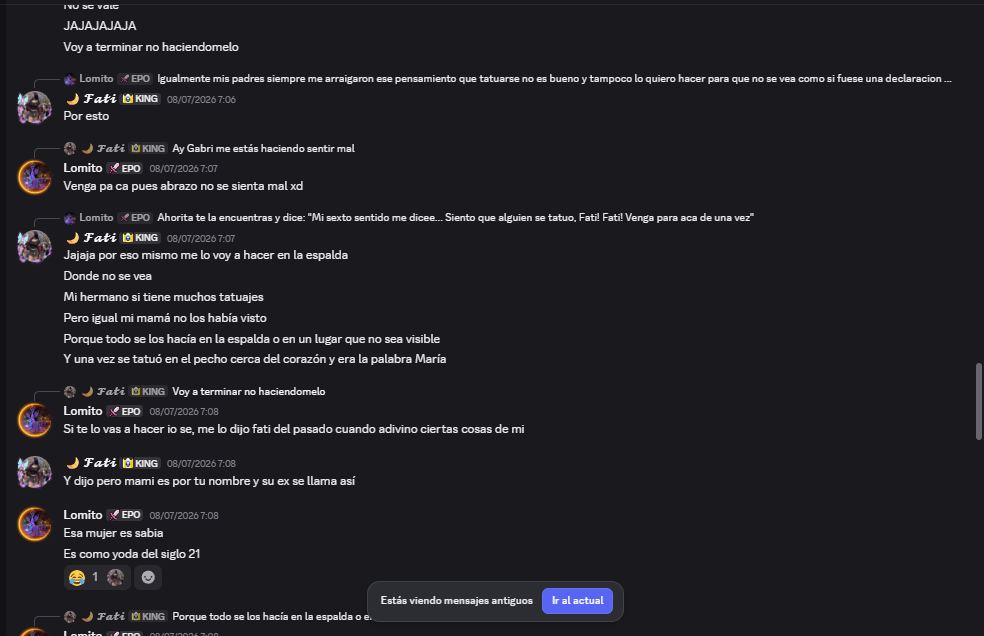 No se vale
JAJAJAJAJA
Voy a terminar no haciendomelo
Lomito EPO Igualmente mis padres siempre me arraigaron ese pensamiento que tatuarse no es bueno y tampoco lo quiero hacer para que no se vea como si fuese una declaracion ...
🌙 𝓕𝓪𝓽𝓲 KING 08/07/2026 7:06
Por esto
🌙 𝓕𝓪𝓽𝓲 KING Ay Gabri me estás haciendo sentir mal
Lomito EPO 08/07/2026 7:07
Venga pa ca pues abrazo no se sienta mal xd
Lomito EPO Ahorita te la encuentras y dice: "Mi sexto sentido me dicee... Siento que alguien se tatuo, Fati! Fati! Venga para aca de una vez"
🌙 𝓕𝓪𝓽𝓲 KING 08/07/2026 7:07
Jajaja por eso mismo me lo voy a hacer en la espalda
Donde no se vea
Mi hermano si tiene muchos tatuajes
Pero igual mi mamá no los había visto
Porque todo se los hacía en la espalda o en un lugar que no sea visible
Y una vez se tatuó en el pecho cerca del corazón y era la palabra María
🌙 𝓕𝓪𝓽𝓲 KING Voy a terminar no haciendomelo
Lomito EPO 08/07/2026 7:08
Si te lo vas a hacer io se, me lo dijo fati del pasado cuando adivino ciertas cosas de mi
🌙 𝓕𝓪𝓽𝓲 KING 08/07/2026 7:08
Y dijo pero mami es por tu nombre y su ex se llama así
Lomito EPO 08/07/2026 7:08
Esa mujer es sabia
Es como yoda del siglo 21
😂 1
Estás viendo mensajes antiguos Ir al actual
🌙 𝓕𝓪𝓽𝓲 KING Porque todo se los hacía en la espalda o
Lomito EPO 08/07/2026 7:08